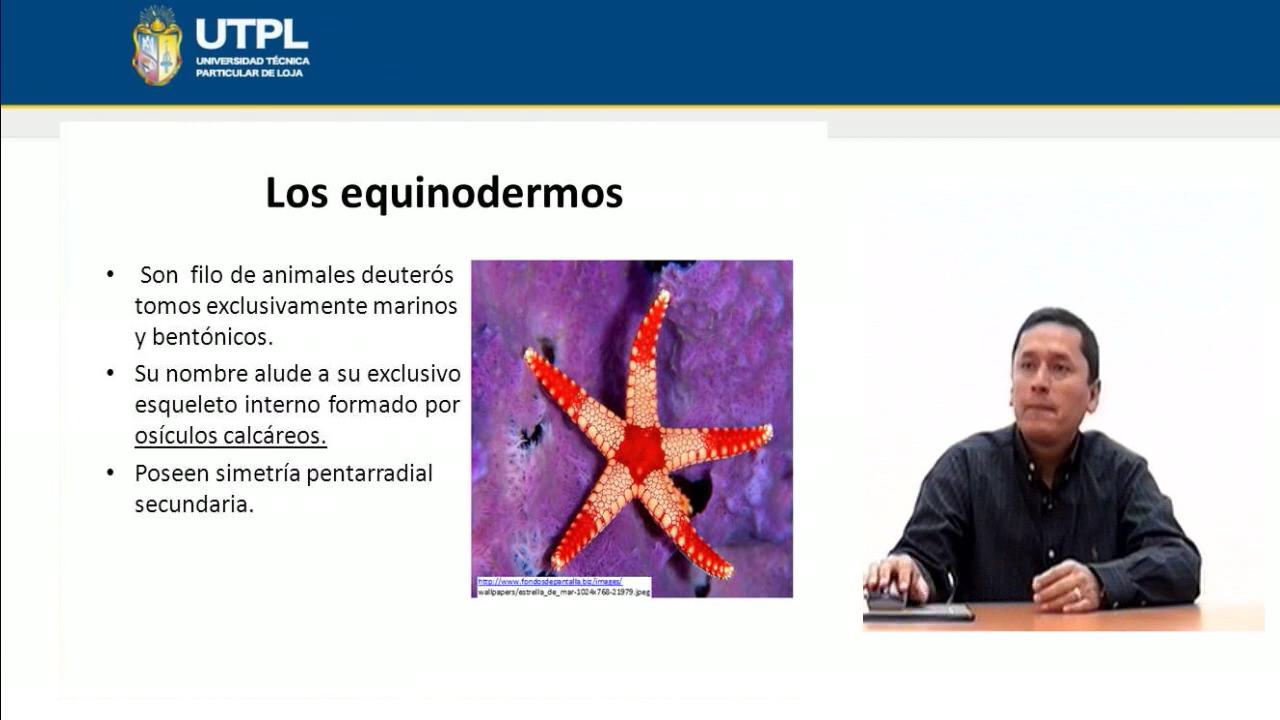 UTPL
UNIVERSIDAD TÉCNICA
PARTICULAR DE LOJA
Los equinodermos
• Son filo de animales deuterós
tomos exclusivamente marinos
y bentónicos.
• Su nombre alude a su exclusivo
esqueleto interno formado por
osículos calcáreos.
• Poseen simetría pentarradial
secundaria.
http://www.fondosdepantalla.biz/images/
wallpapers/estrella_de_mar-1024x768-21979.jpeg